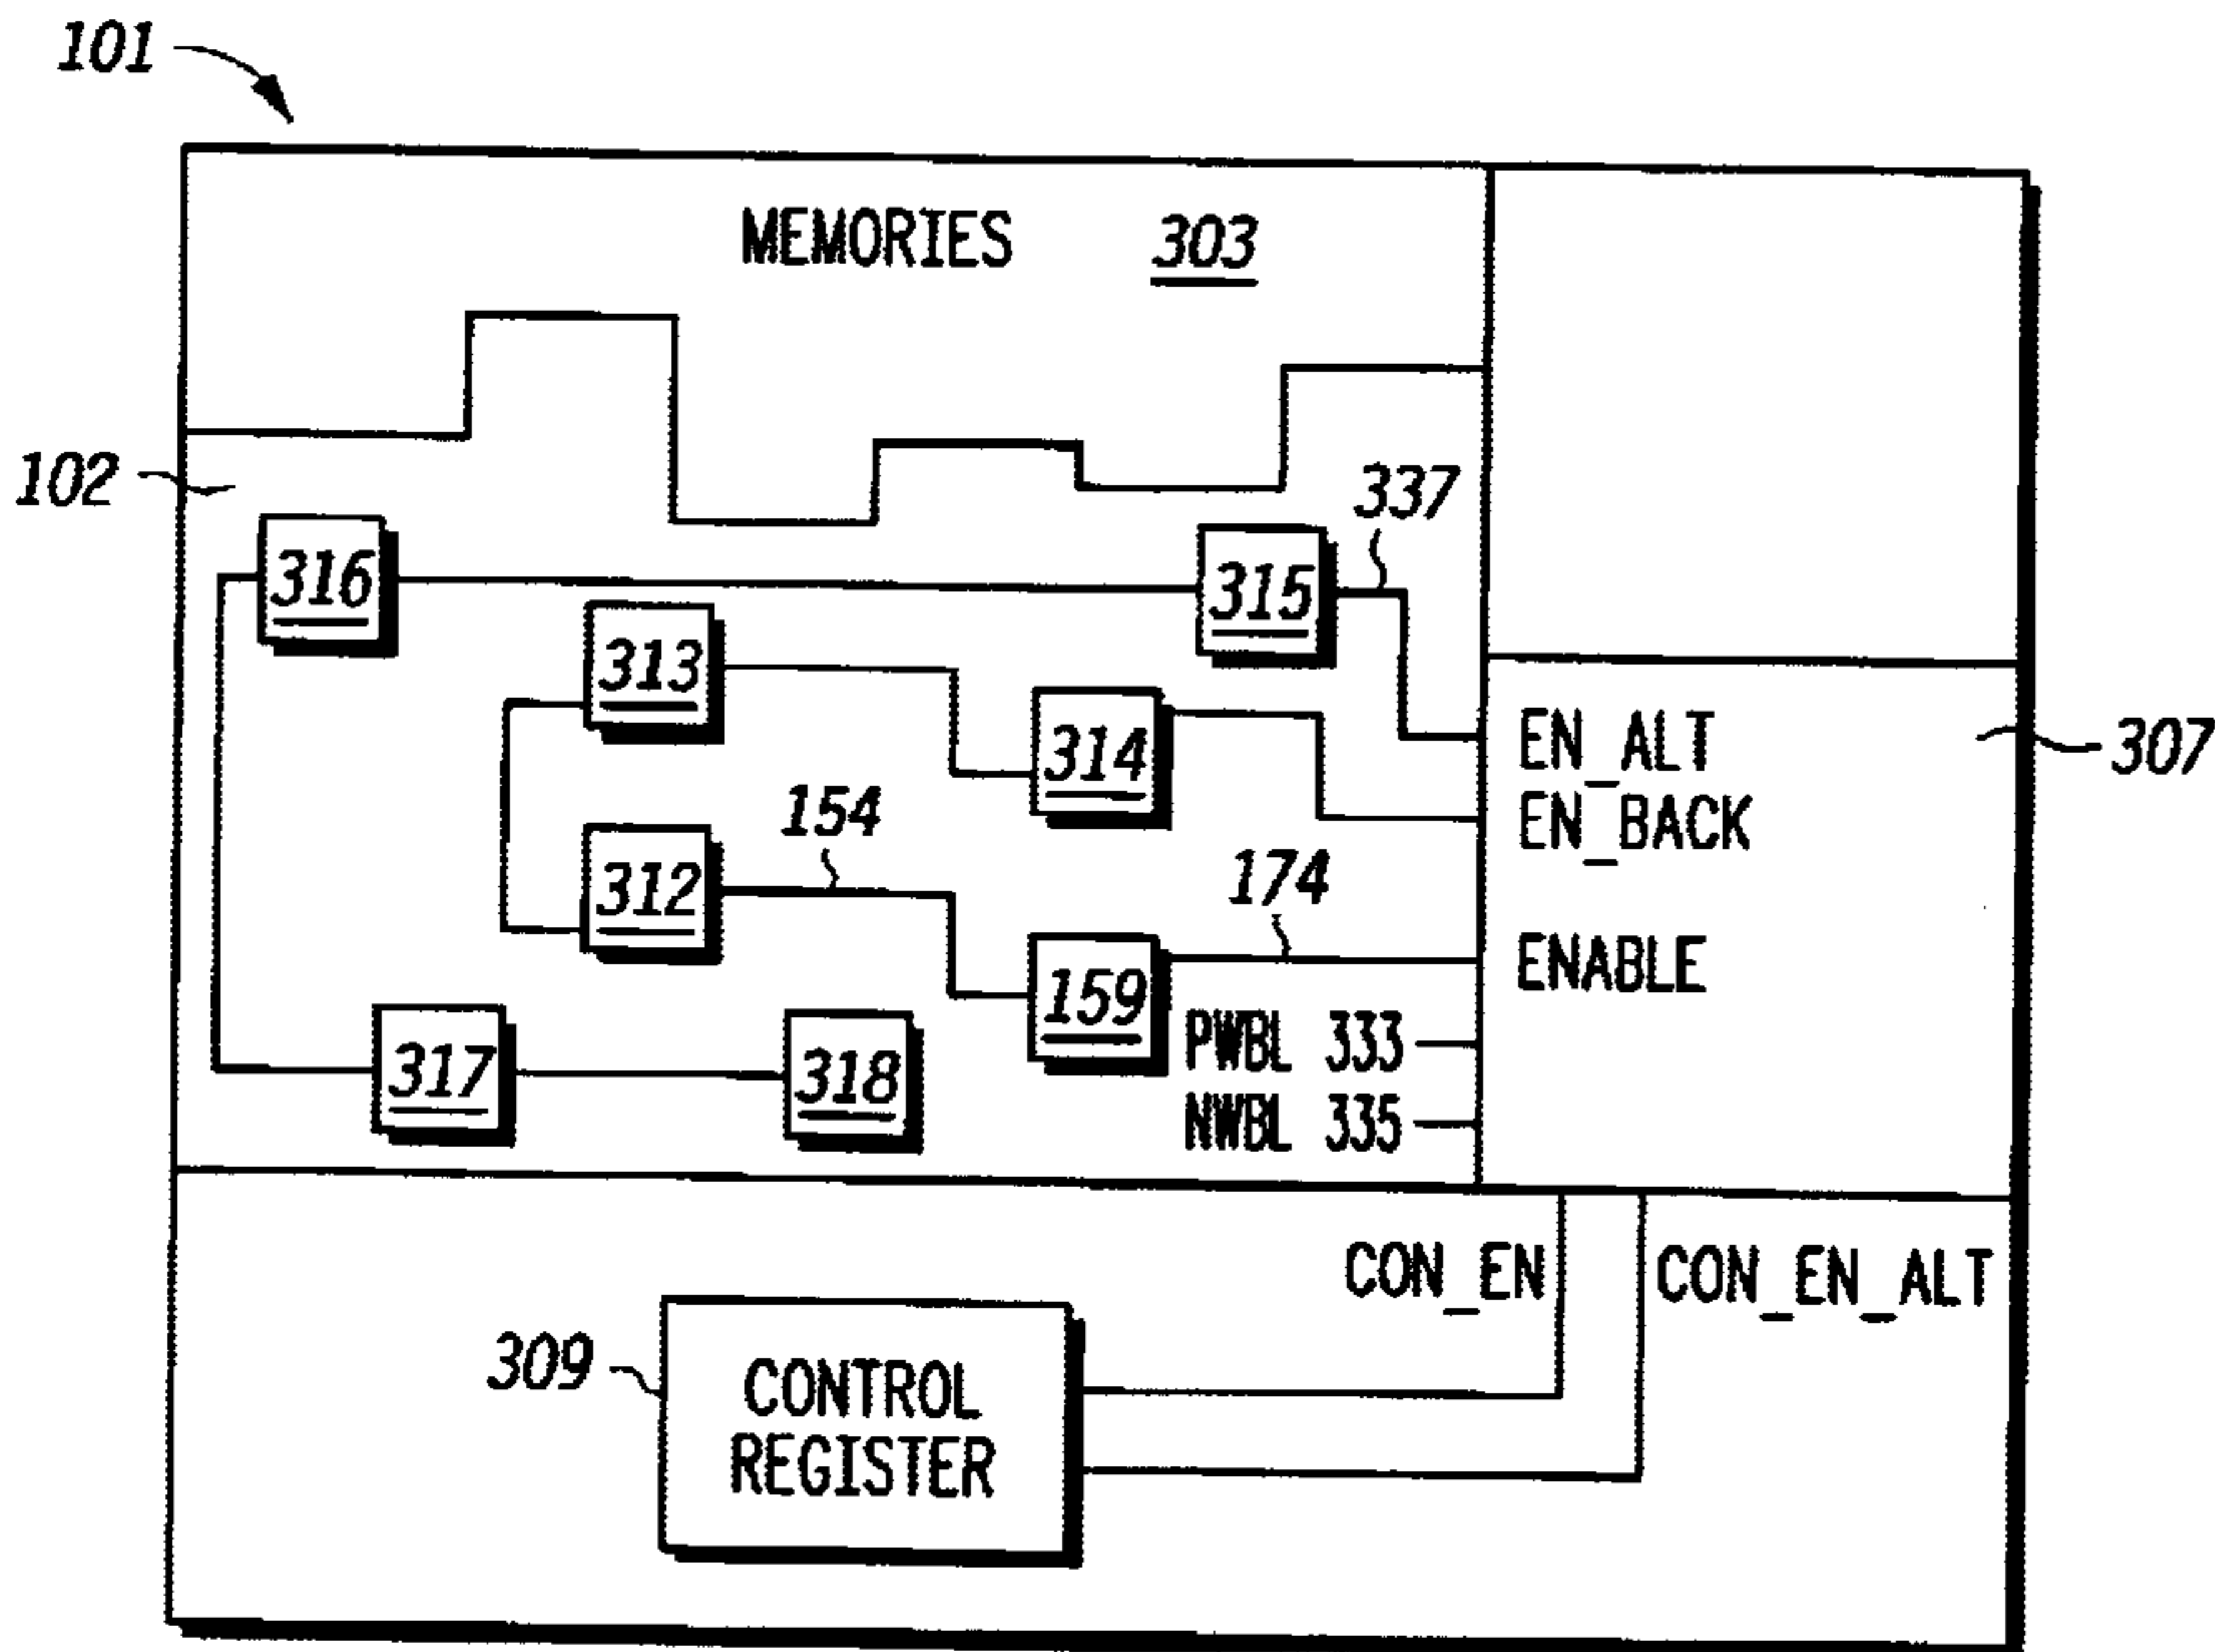 101
MEMORIES 303
102
337
316
315
313
314
EN_ALT
307
EN_BACK
154
312
174
159
ENABLE
PWBL 333
317
318
NWBL 335
CON_EN
CON_EN_ALT
309
CONTROL
REGISTER